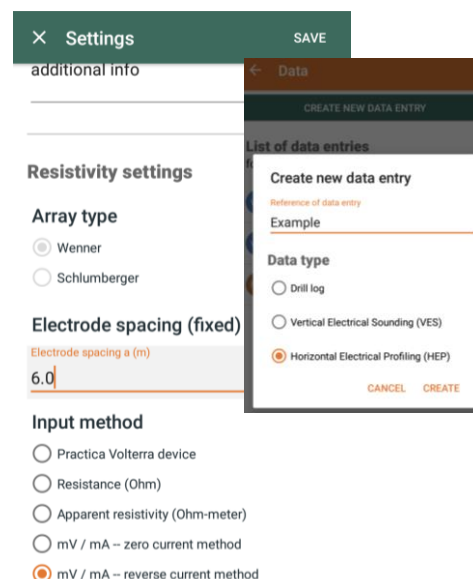 × Settings SAVE
additional info
Resistivity settings
Array type
Wenner
Schlumberger
Electrode spacing (fixed)
Electrode spacing a (m)
6.0
Input method
Practica Volterra device
Resistance (Ohm)
Apparent resistivity (Ohm-meter)
mV / mA – zero current method
mV / mA – reverse current method
← Data
CREATE NEW DATA ENTRY
List of data entries
Create new data entry
Reference of data entry
Example
Data type
Drill log
Vertical Electrical Sounding (VES)
Horizontal Electrical Profiling (HEP)
CANCEL CREATE